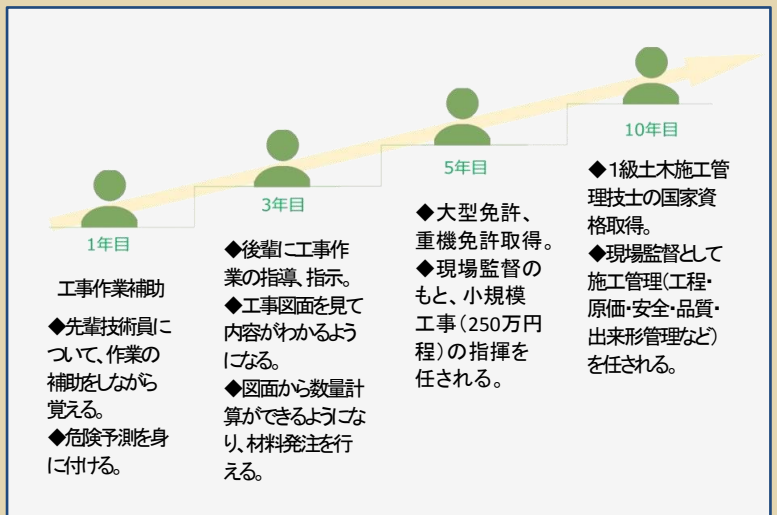 1年目
工事作業補助
◆先輩技術員に
ついて、作業の
補助をしながら
覚える。
◆危険予測を身
に付ける。
3年目
◆後輩に工事作
業の指導、指示。
◆工事図面を見て
内容がわかるよう
になる。
◆図面から数量計
算ができるようにな
り、材料発注を行
える。
5年目
◆大型免許、
重機免許取得。
◆現場監督の
もと、小規模
工事(250万円
程)の指揮を
任される。
10年目
◆1級土木施工管
理技士の国家資
格取得。
◆現場監督として
施工管理(工程・
原価・安全・品質・
出来形管理など)
を任される。